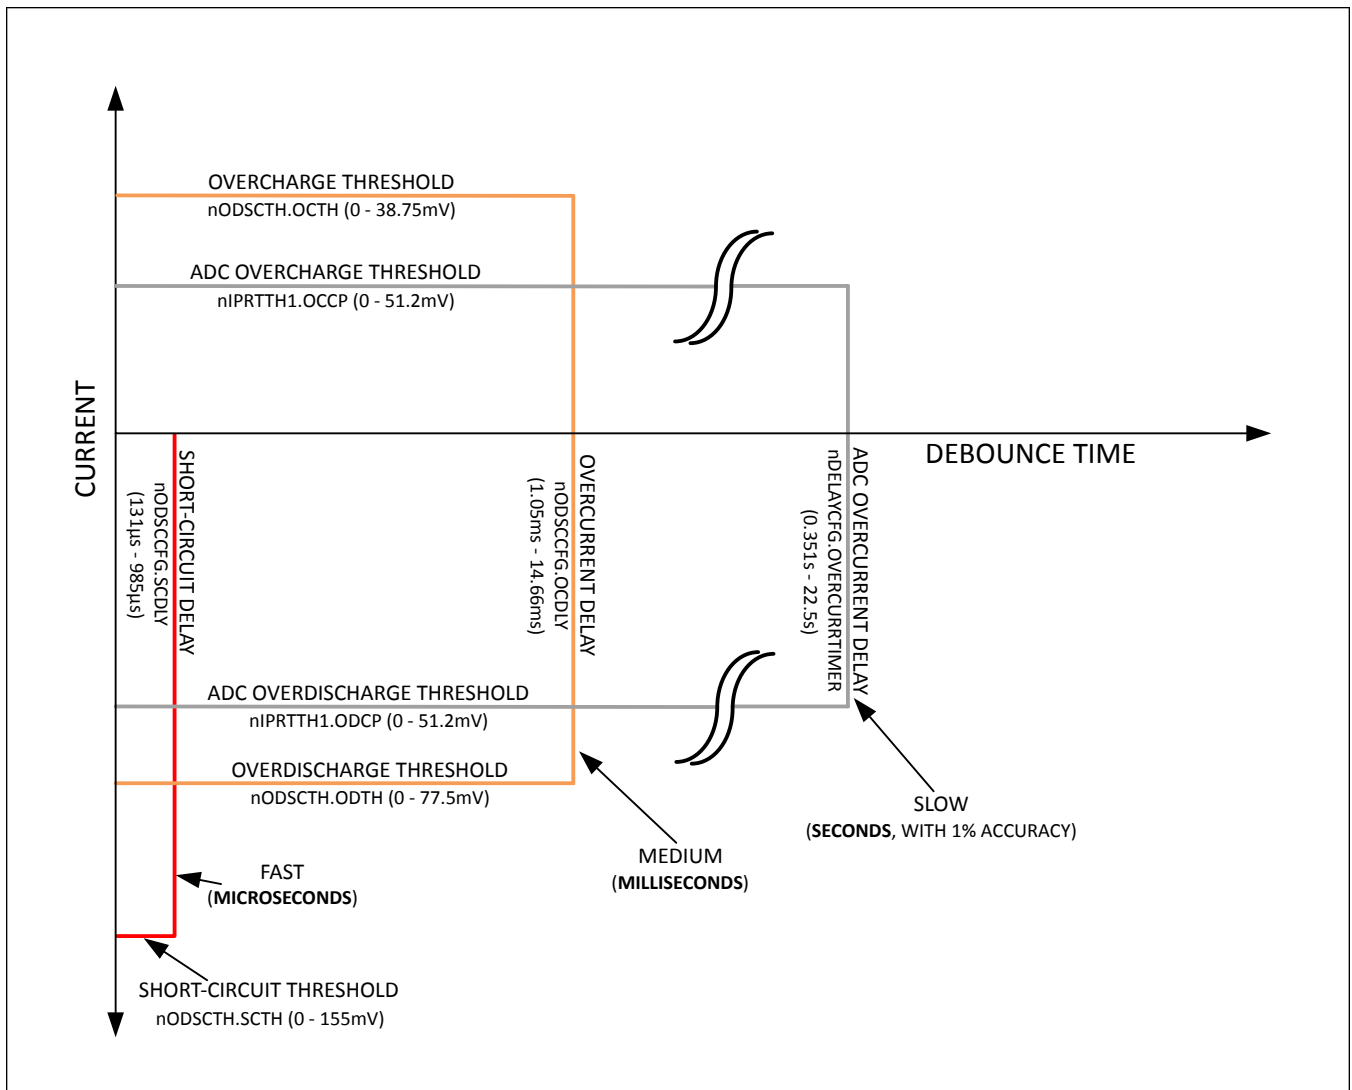 OVERCHARGE THRESHOLD
nODSCTH.OCTH (0 - 38.75mV)
ADC OVERCHARGE THRESHOLD
nIPRTTH1.OCCP (0 - 51.2mV)
CURRENT
DEBOUNCE TIME
SHORT-CIRCUIT DELAY
nODSCCFG.SCDLY
(131µs - 985µs)
OVERCURRENT DELAY
nODSCCFG.OCDLY
(1.05ms - 14.66ms)
ADC OVERCURRENT DELAY
nDELAYCFG.OVERCURRTIMER
(0.351s - 22.5s)
ADC OVERDISCHARGE THRESHOLD
nIPRTTH1.ODCP (0 - 51.2mV)
OVERDISCHARGE THRESHOLD
nODSCTH.ODTH (0 - 77.5mV)
SLOW
(SECONDS, WITH 1% ACCURACY)
MEDIUM
(MILLISECONDS)
FAST
(MICROSECONDS)
SHORT-CIRCUIT THRESHOLD
nODSCTH.SCTH (0 - 155mV)